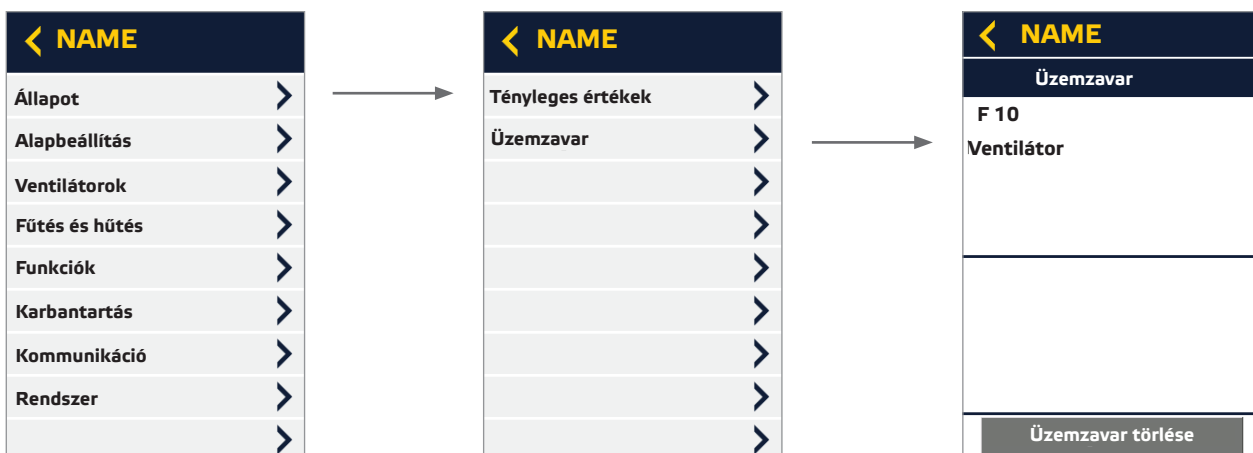 NAME
Állapot
Alapbeállítás
Ventilátorok
Fűtés és hűtés
Funkciók
Karbantartás
Kommunikáció
Rendszer
NAME
Tényleges értékek
Üzemzavar
NAME
Üzemzavar
F 10
Ventilátor
Üzemzavar törlése